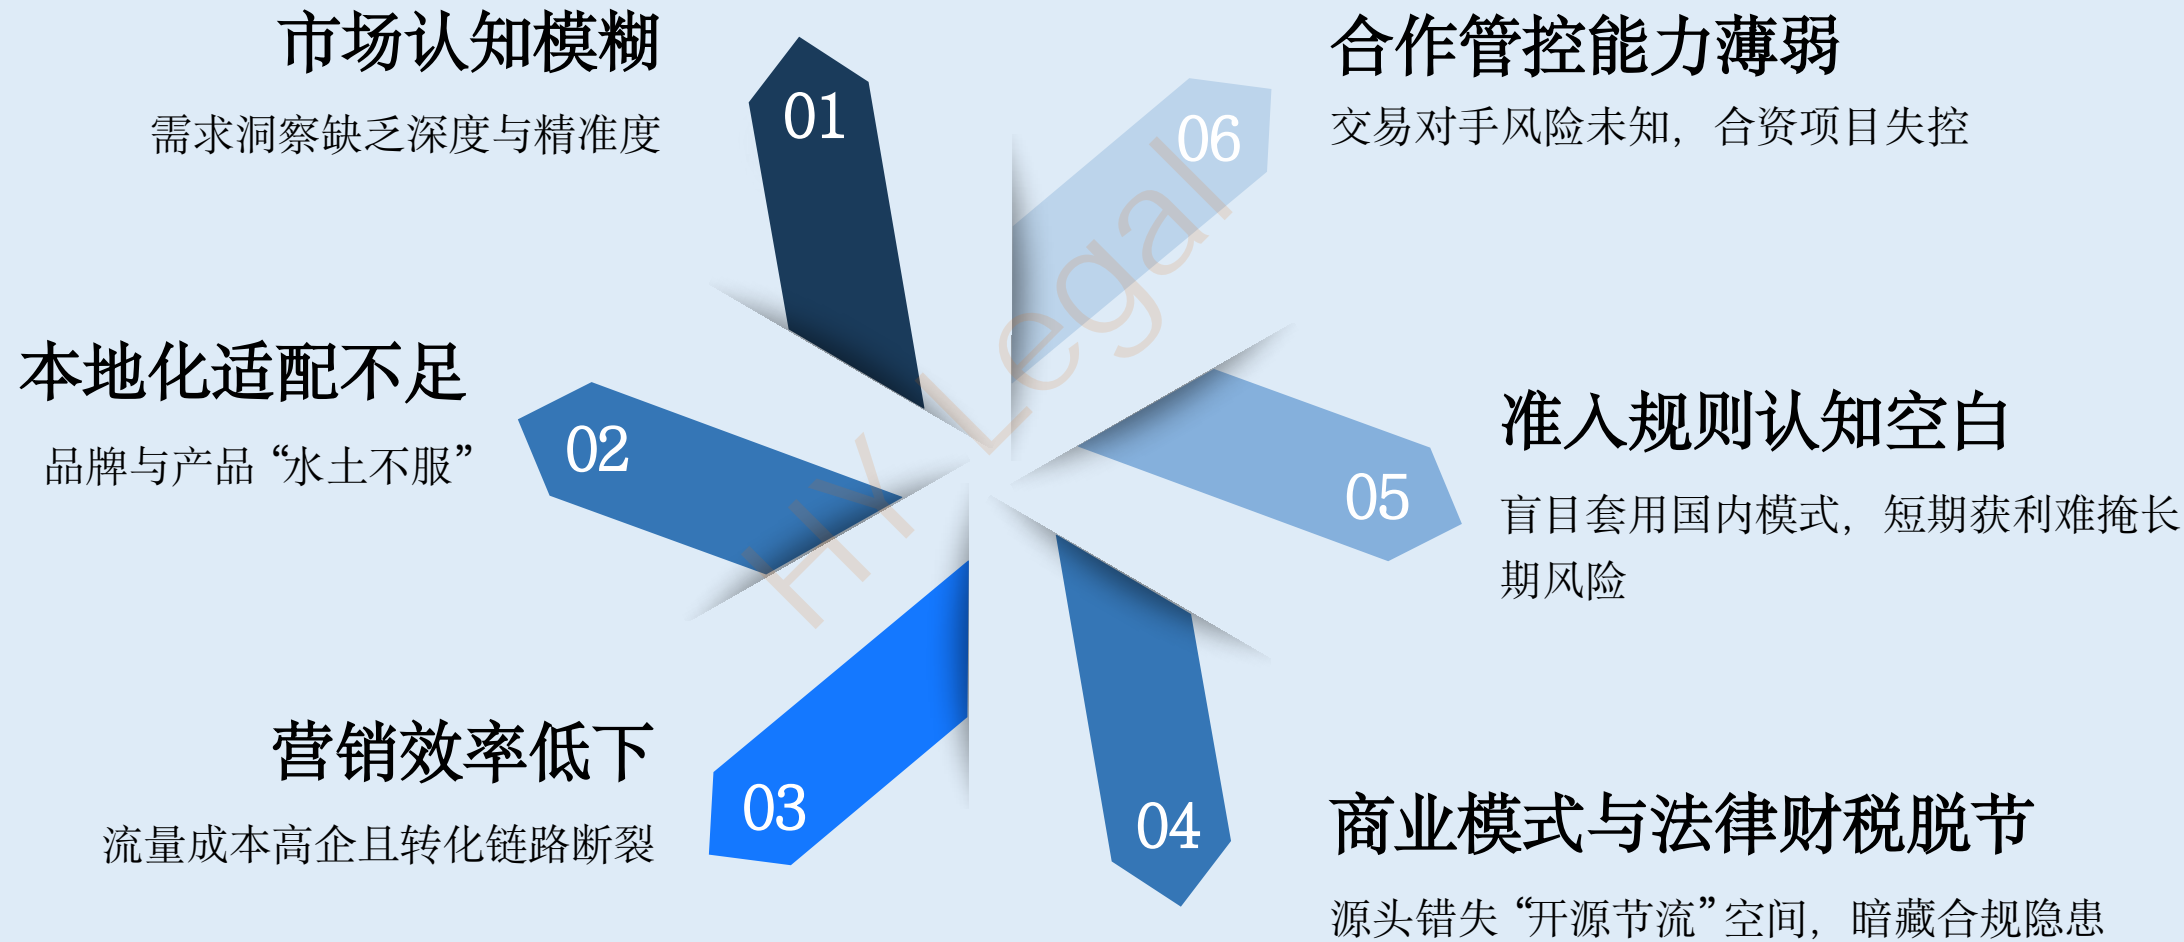 市场认知模糊
需求洞察缺乏深度与精准度
01
本地化适配不足
品牌与产品“水土不服”
02
营销效率低下
流量成本高企且转化链路断裂
03
04
商业模式与法律财税脱节
源头错失“开源节流”空间，暗藏合规隐患
05
准入规则认知空白
盲目套用国内模式，短期获利难掩长
期风险
06
合作管控能力薄弱
交易对手风险未知，合资项目失控
HY Legal